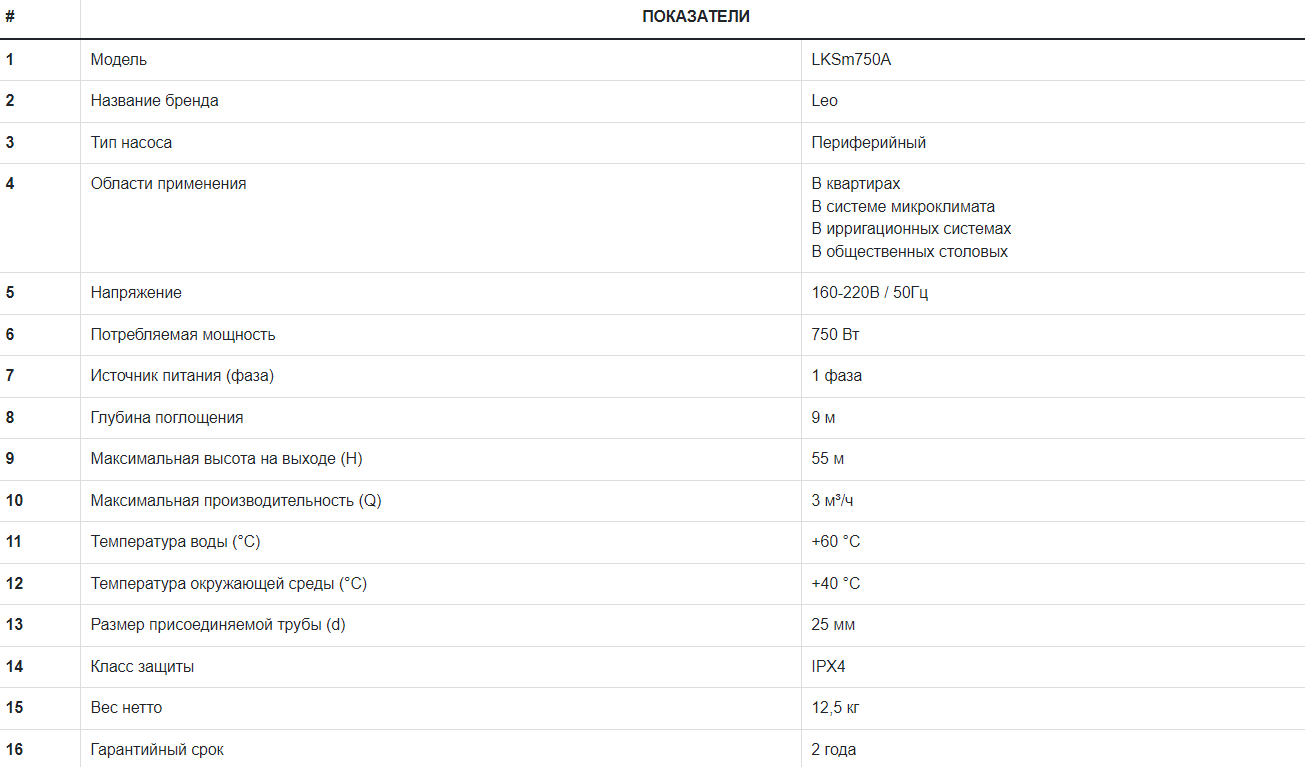 # ПОКАЗАТЕЛИ
1 Модель LKSm750A
2 Название бренда Leo
3 Тип насоса Периферийный
4 Области применения В квартирах
В системе микроклимата
В ирригационных системах
В общественных столовых
5 Напряжение 160-220В / 50Гц
6 Потребляемая мощность 750 Вт
7 Источник питания (фаза) 1 фаза
8 Глубина поглощения 9 м
9 Максимальная высота на выходе (H) 55 м
10 Максимальная производительность (Q) 3 м³/ч
11 Температура воды (°C) +60 °C
12 Температура окружающей среды (°C) +40 °C
13 Размер присоединяемой трубы (d) 25 мм
14 Класс защиты IPX4
15 Вес нетто 12,5 кг
16 Гарантийный срок 2 года